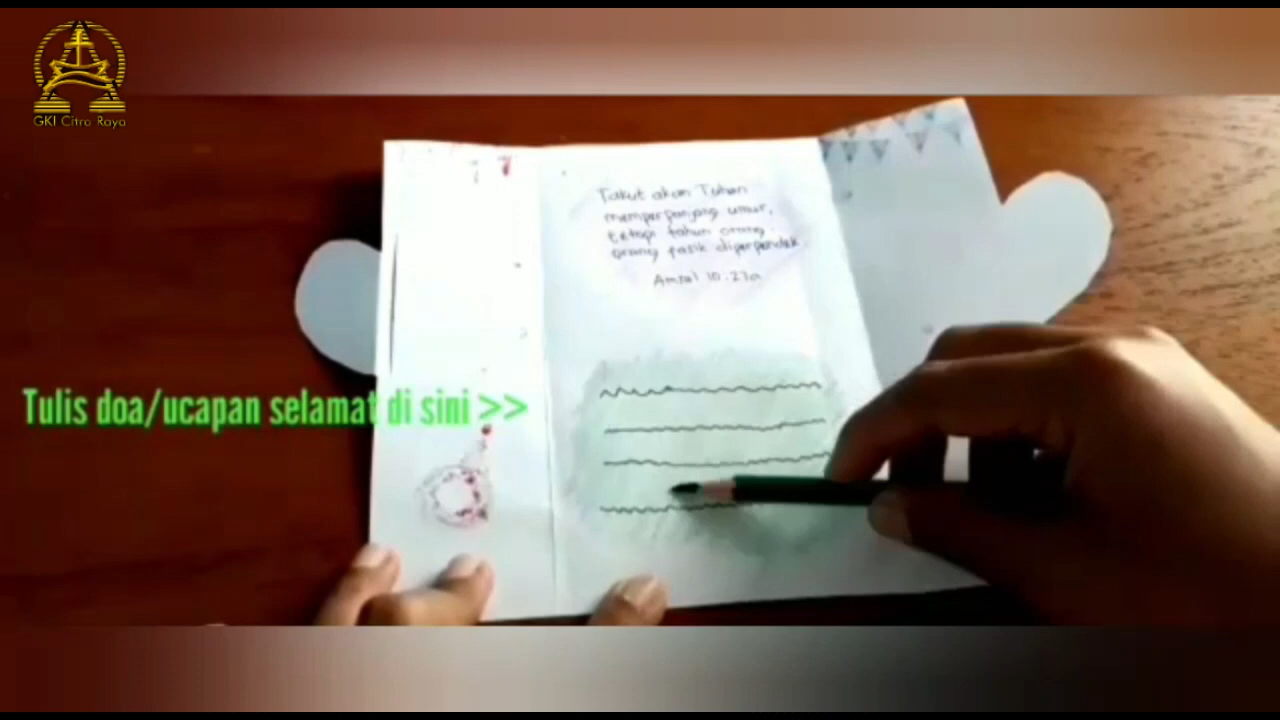 GKI Citra Raya
Takut akan Tuhan
memperpanjang umur,
tetapi tahun orang-
orang fasik diperpendek
Amsal 10:27a
Tulis doa/ucapan selamat di sini >>